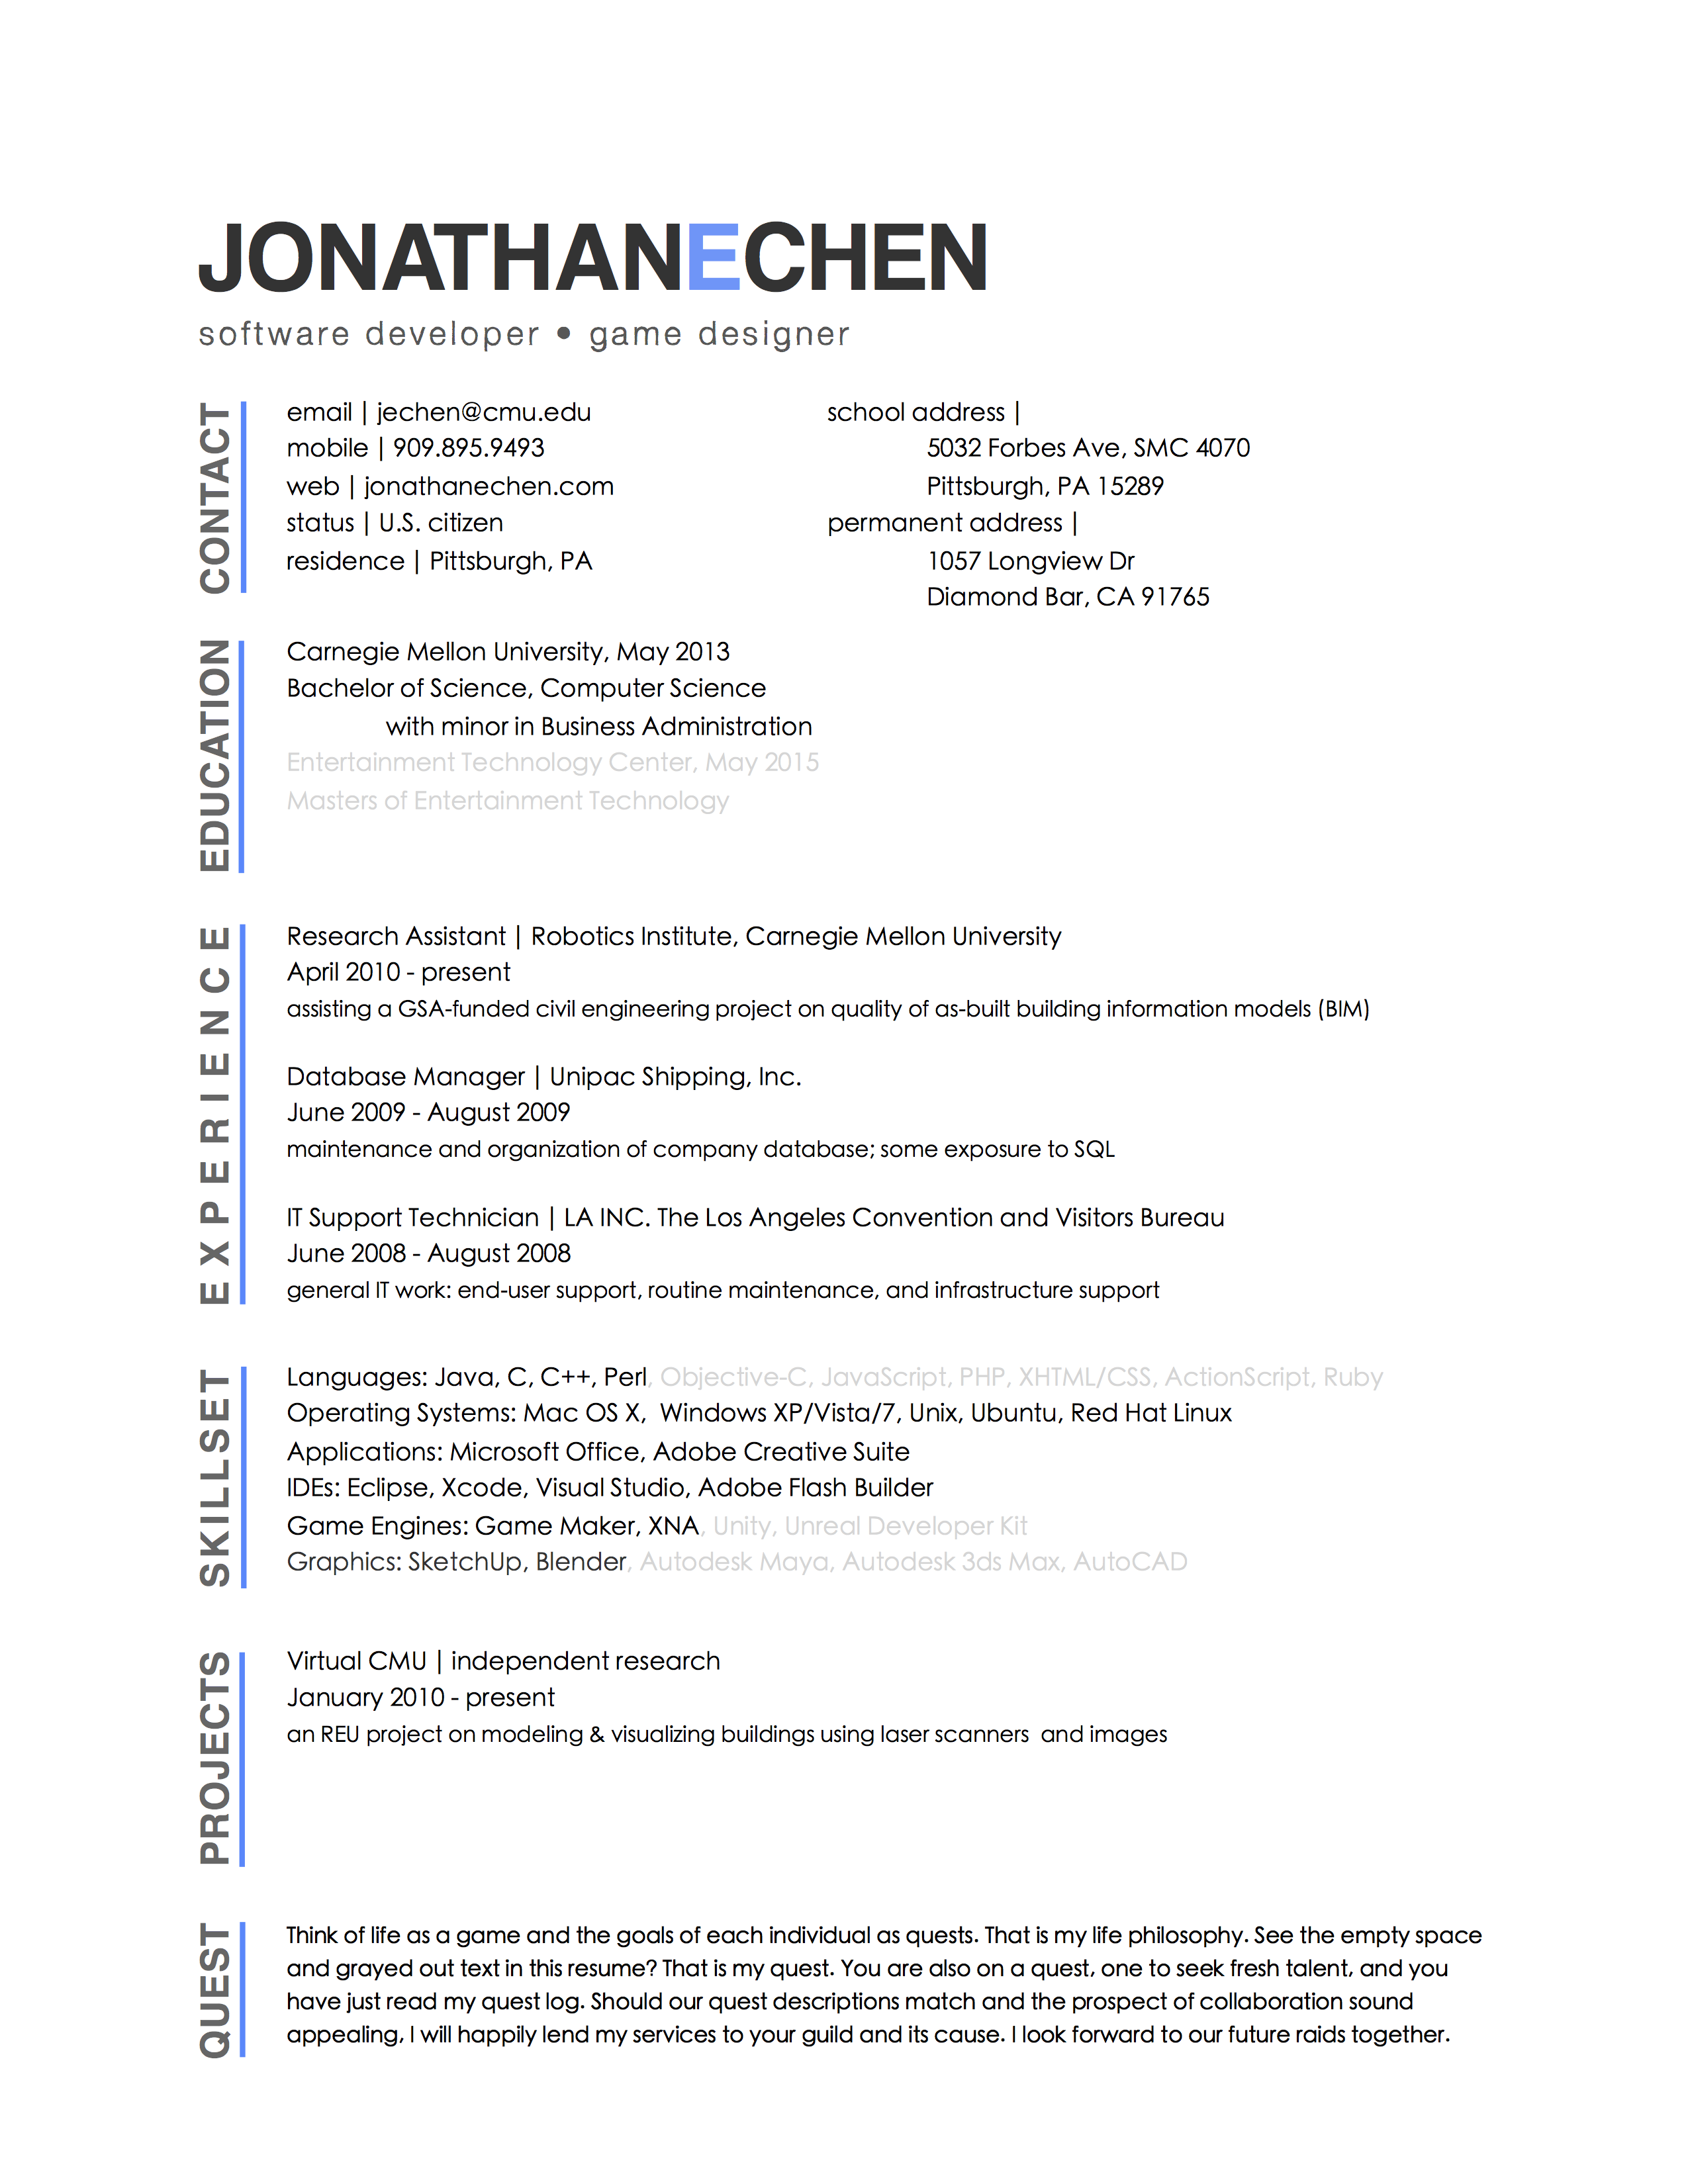 JONATHANECHEN
software developer • game designer
CONTACT
email | jechen@cmu.edu
mobile | 909.895.9493
web | jonathanechen.com
status | U.S. citizen
residence | Pittsburgh, PA
school address |
5032 Forbes Ave, SMC 4070
Pittsburgh, PA 15289
permanent address |
1057 Longview Dr
Diamond Bar, CA 91765
EDUCATION
Carnegie Mellon University, May 2013
Bachelor of Science, Computer Science
with minor in Business Administration
Entertainment Technology Center, May 2015
Masters of Entertainment Technology
EXPERIENCE
Research Assistant | Robotics Institute, Carnegie Mellon University
April 2010 - present
assisting a GSA-funded civil engineering project on quality of as-built building information models (BIM)
Database Manager | Unipac Shipping, Inc.
June 2009 - August 2009
maintenance and organization of company database; some exposure to SQL
IT Support Technician | LA INC. The Los Angeles Convention and Visitors Bureau
June 2008 - August 2008
general IT work: end-user support, routine maintenance, and infrastructure support
SKILLSET
Languages: Java, C, C++, Perl, Objective-C, JavaScript, PHP, XHTML/CSS, ActionScript, Ruby
Operating Systems: Mac OS X,  Windows XP/Vista/7, Unix, Ubuntu, Red Hat Linux
Applications: Microsoft Office, Adobe Creative Suite
IDEs: Eclipse, Xcode, Visual Studio, Adobe Flash Builder
Game Engines: Game Maker, XNA, Unity, Unreal Developer Kit
Graphics: SketchUp, Blender, Autodesk Maya, Autodesk 3ds Max, AutoCAD
PROJECTS
Virtual CMU | independent research
January 2010 - present
an REU project on modeling & visualizing buildings using laser scanners  and images
QUEST
Think of life as a game and the goals of each individual as quests. That is my life philosophy. See the empty space
and grayed out text in this resume? That is my quest. You are also on a quest, one to seek fresh talent, and you
have just read my quest log. Should our quest descriptions match and the prospect of collaboration sound
appealing, I will happily lend my services to your guild and its cause. I look forward to our future raids together.